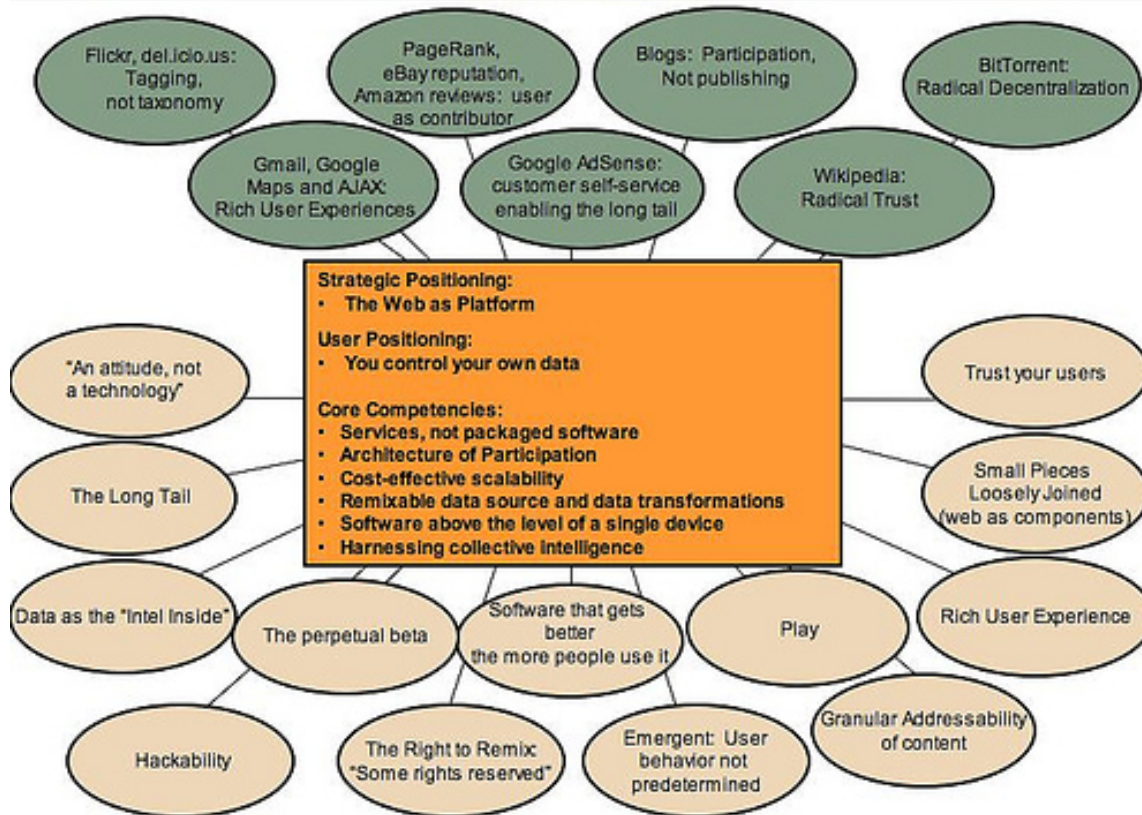 Flickr, del.icio.us:
Tagging,
not taxonomy
PageRank,
eBay reputation,
Amazon reviews: user
as contributor
Blogs: Participation,
Not publishing
BitTorrent:
Radical Decentralization
Gmail, Google
Maps and AJAX:
Rich User Experiences
Google AdSense:
customer self-service
enabling the long tail
Wikipedia:
Radical Trust
Strategic Positioning:
• The Web as Platform
User Positioning:
• You control your own data
Core Competencies:
• Services, not packaged software
• Architecture of Participation
• Cost-effective scalability
• Remixable data source and data transformations
• Software above the level of a single device
• Harnessing collective intelligence
"An attitude, not
a technology"
The Long Tail
Data as the "Intel Inside"
Trust your users
Small Pieces
Loosely Joined
(web as components)
Rich User Experience
The perpetual beta
Software that gets
better
the more people use it
Play
Hackability
The Right to Remix:
"Some rights reserved"
Emergent: User
behavior not
predetermined
Granular Addressability
of content